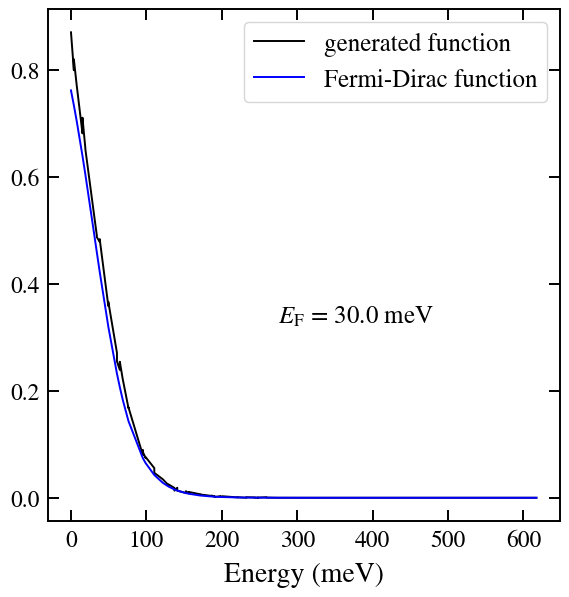 generated function
Fermi-Dirac function
0.8
0.6
0.4
0.2
0.0
E_F = 30.0 meV
0 100 200 300 400 500 600
Energy (meV)